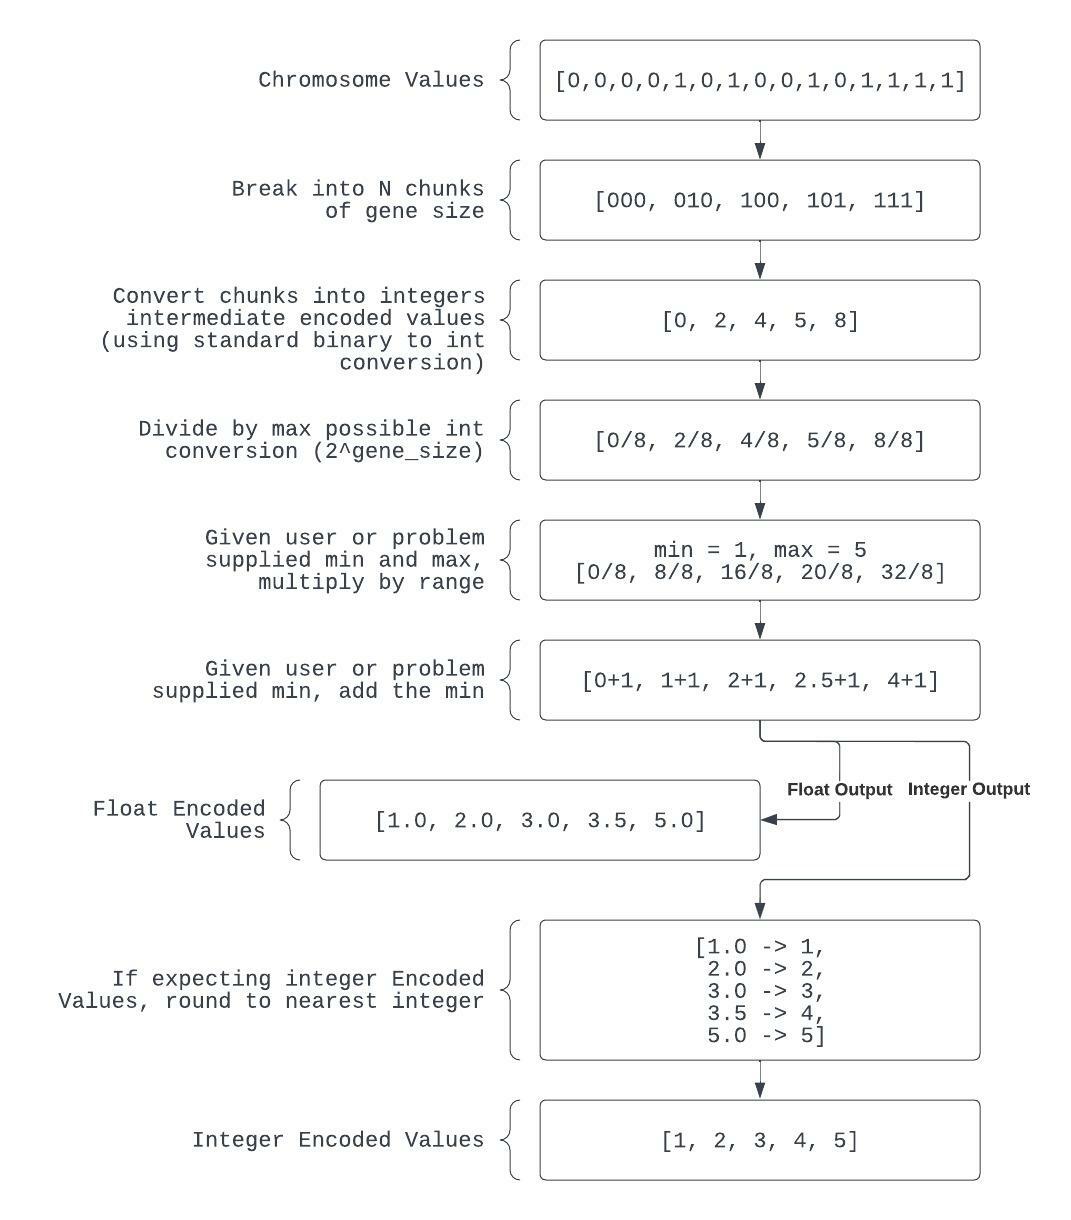 Chromosome Values
[0,0,0,0,1,0,1,0,0,1,0,1,1,1,1]
Break into N chunks
of gene size
[000, 010, 100, 101, 111]
Convert chunks into integers
intermediate encoded values
(using standard binary to int
conversion)
[0, 2, 4, 5, 8]
Divide by max possible int
conversion (2^gene_size)
[0/8, 2/8, 4/8, 5/8, 8/8]
Given user or problem
supplied min and max,
multiply by range
min = 1, max = 5
[0/8, 8/8, 16/8, 20/8, 32/8]
Given user or problem
supplied min, add the min
[0+1, 1+1, 2+1, 2.5+1, 4+1]
Float Output
Integer Output
Float Encoded
Values
[1.0, 2.0, 3.0, 3.5, 5.0]
If expecting integer Encoded
Values, round to nearest integer
[1.0 -> 1,
2.0 -> 2,
3.0 -> 3,
3.5 -> 4,
5.0 -> 5]
Integer Encoded Values
[1, 2, 3, 4, 5]